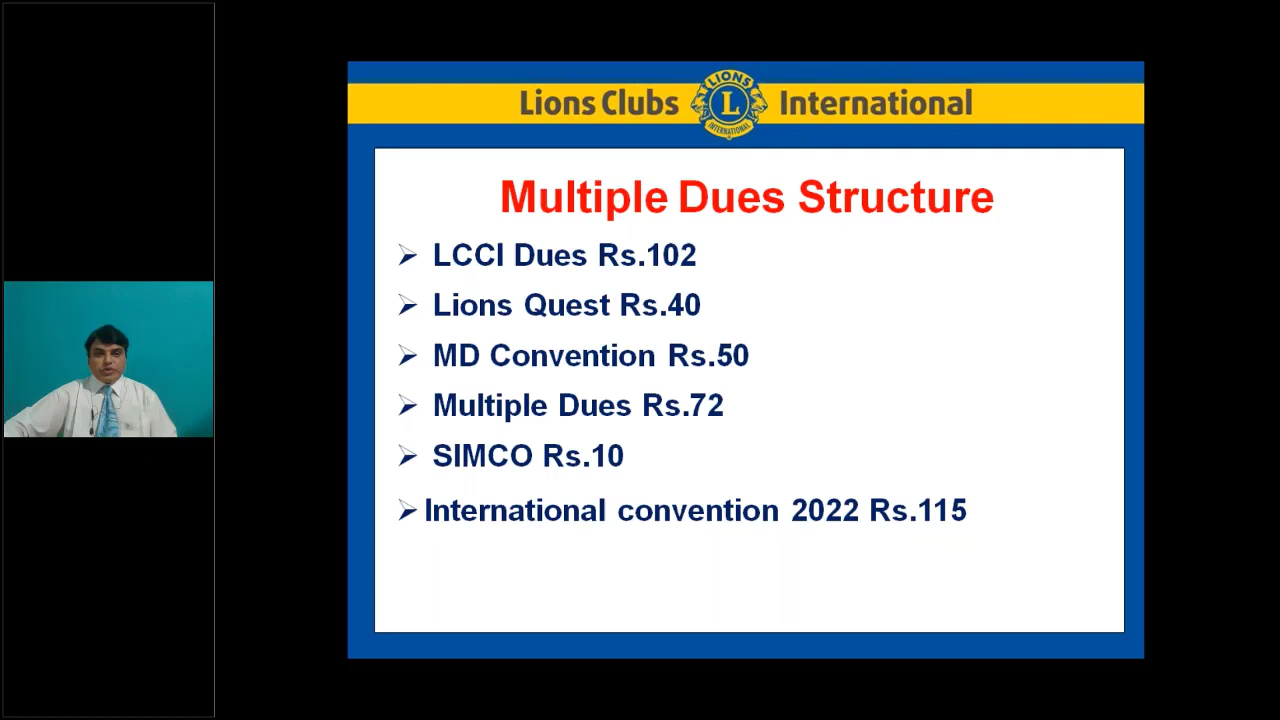 Lions Clubs International
LIONS
L
INTERNATIONAL
Multiple Dues Structure
LCCI Dues Rs.102
Lions Quest Rs.40
MD Convention Rs.50
Multiple Dues Rs.72
SIMCO Rs.10
International convention 2022 Rs.115